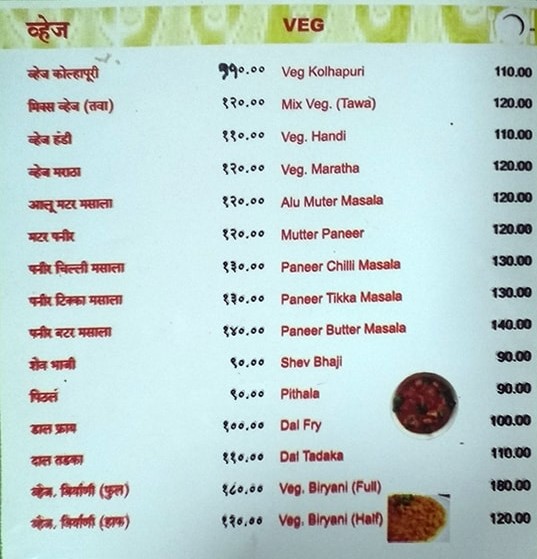 व्हेज VEG
व्हेज कोल्हापूरी ११०.०० Veg Kolhapuri 110.00
मिक्स व्हेज (तवा) १२०.०० Mix Veg. (Tawa) 120.00
व्हेज हंडी ११०.०० Veg. Handi 110.00
व्हेज मराठा १२०.०० Veg. Maratha 120.00
आलू मटर मसाला १२०.०० Alu Muter Masala 120.00
मटर पनीर १२०.०० Mutter Paneer 120.00
पनीर चिल्ली मसाला १३०.०० Paneer Chilli Masala 130.00
पनीर टिक्का मसाला १३०.०० Paneer Tikka Masala 130.00
पनीर बटर मसाला १४०.०० Paneer Butter Masala 140.00
शेव भाजी ९०.०० Shev Bhaji 90.00
पिठलं ९०.०० Pithala 90.00
डाल फ्राय १००.०० Dal Fry 100.00
दाल तडका ११०.०० Dal Tadaka 110.00
व्हेज. बिर्याणी (फुल) १८०.०० Veg. Biryani (Full) 180.00
व्हेज. बिर्याणी (हाफ) १२०.०० Veg. Biryani (Half) 120.00